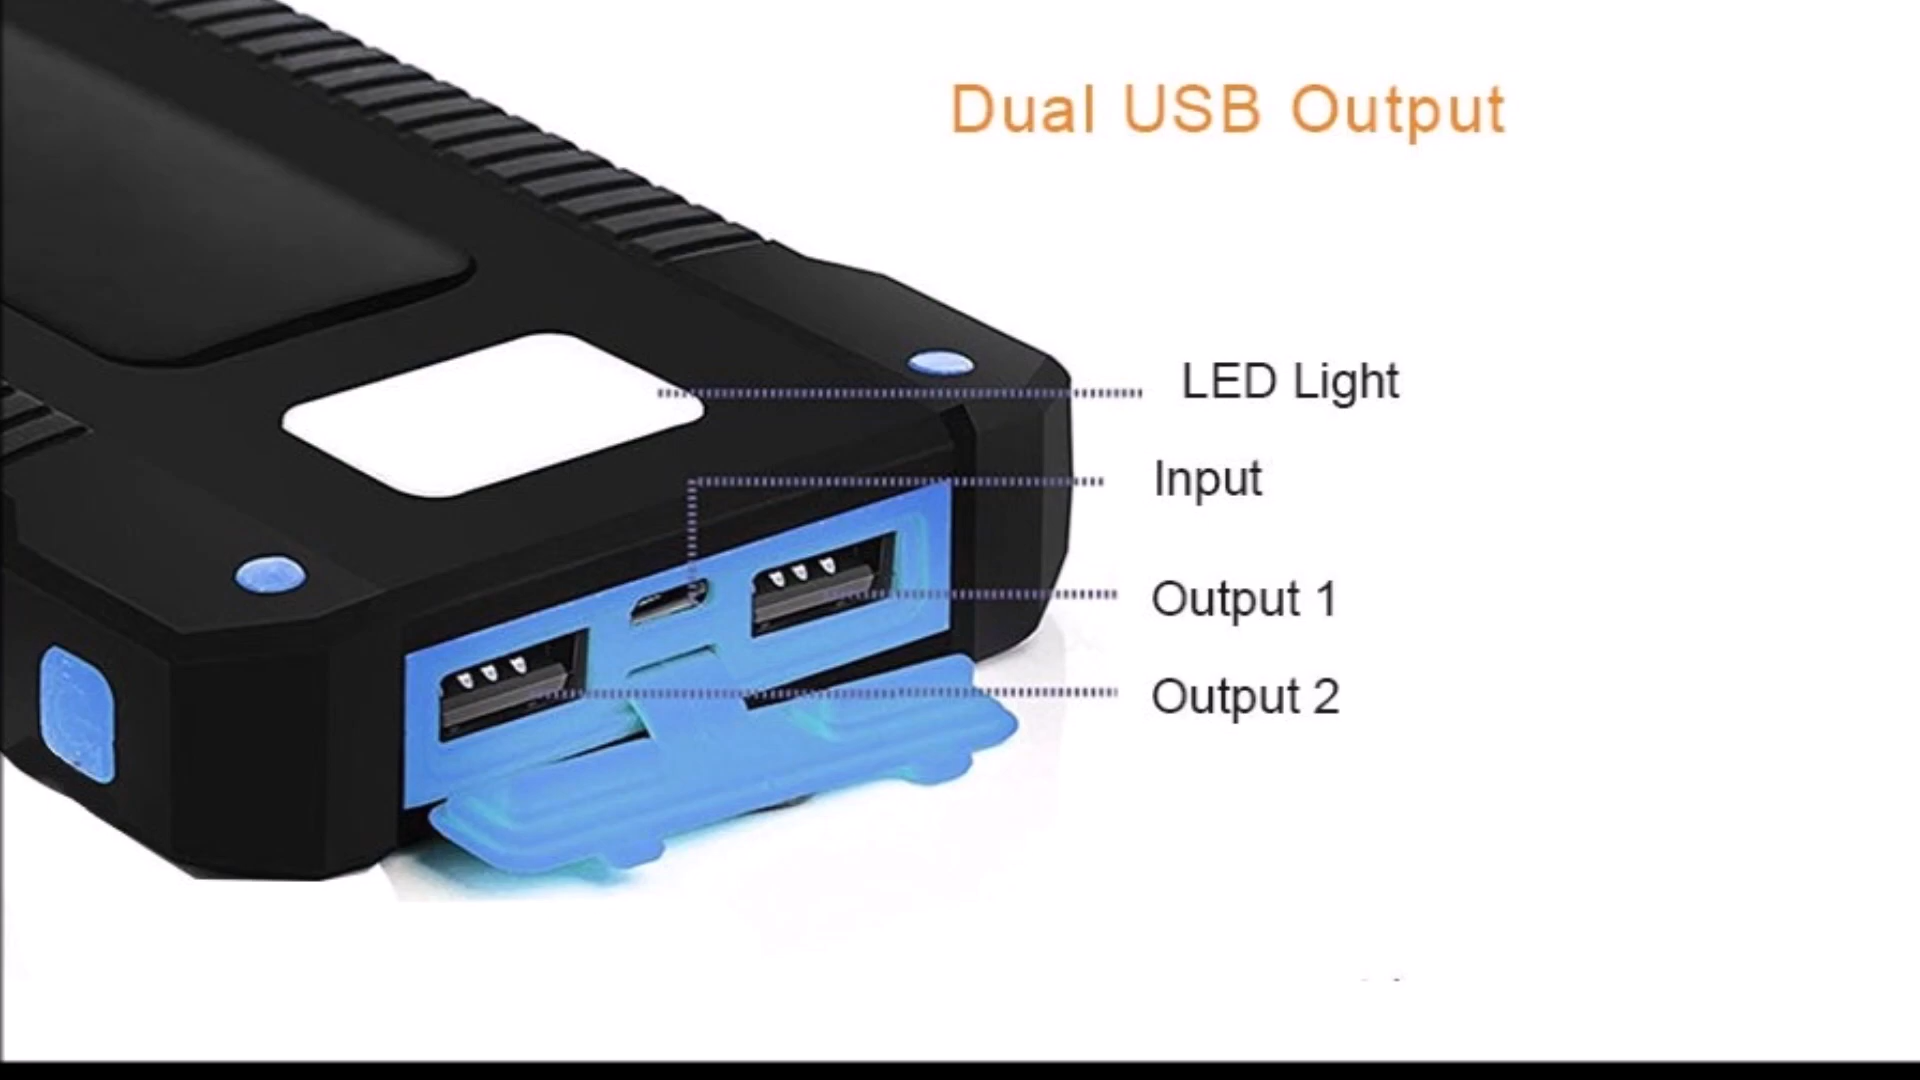 Dual USB Output
LED Light
Input
Output 1
Output 2